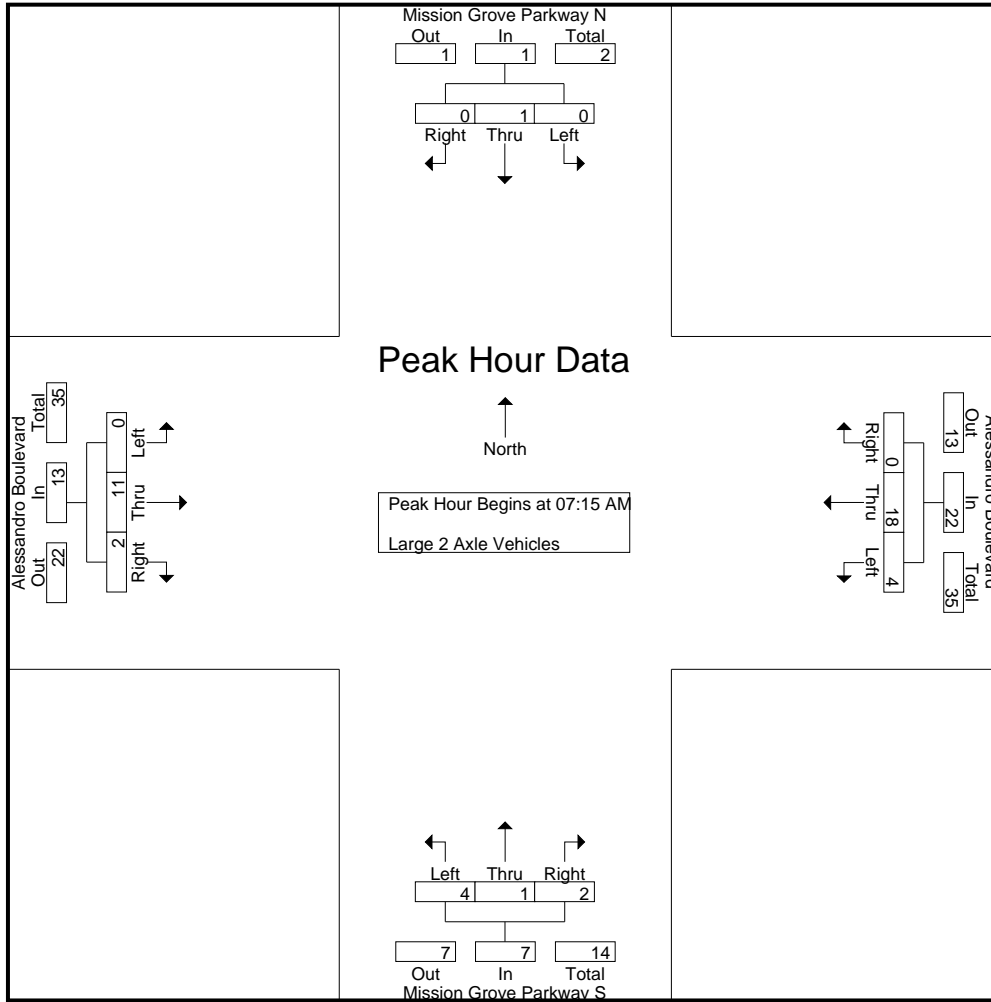 Mission Grove Parkway N
Out In Total
1 1 2
0 1 0
Right Thru Left
Peak Hour Data
North
Peak Hour Begins at 07:15 AM
Large 2 Axle Vehicles
Alessandro Boulevard
Total In Out
35 13 22
0 11 2
Left Thru Right
Alessandro Boulevard
Out In Total
13 22 35
0 18 4
Right Thru Left
Left Thru Right
4 1 2
7 7 14
Out In Total
Mission Grove Parkway S